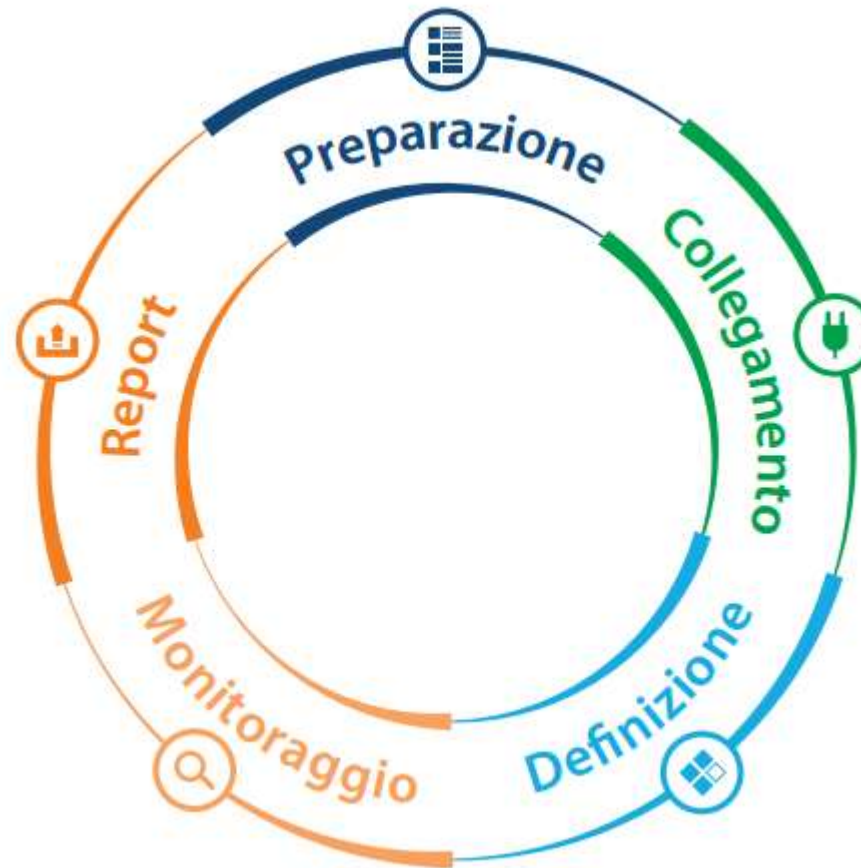 Preparazione
Collegamento
Definizione
Monitoraggio
Report